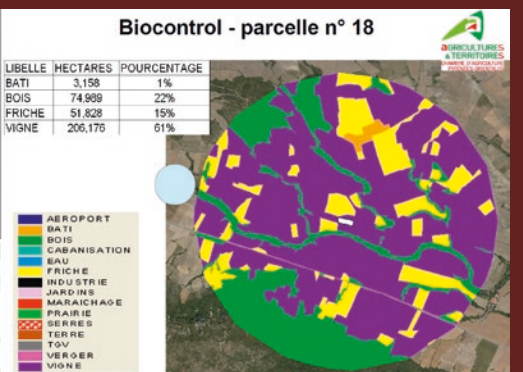 Biocontrol - parcelle n° 18
AGRICULTURES
& TERRITOIRES
CHAMBRE D'AGRICULTURE
PYRÉNÉES-ORIENTALES
LIBELLE HECTARES POURCENTAGE
BATI 3,158 1%
BOIS 74,989 22%
FRICHE 51,828 15%
VIGNE 206,176 61%
AEROPORT
BATI
BOIS
CABANISATION
EAU
FRICHE
INDUSTRIE
JARDINS
MARAICHAGE
PRAIRIE
SERRES
TERRE
TGV
VERGER
VIGNE